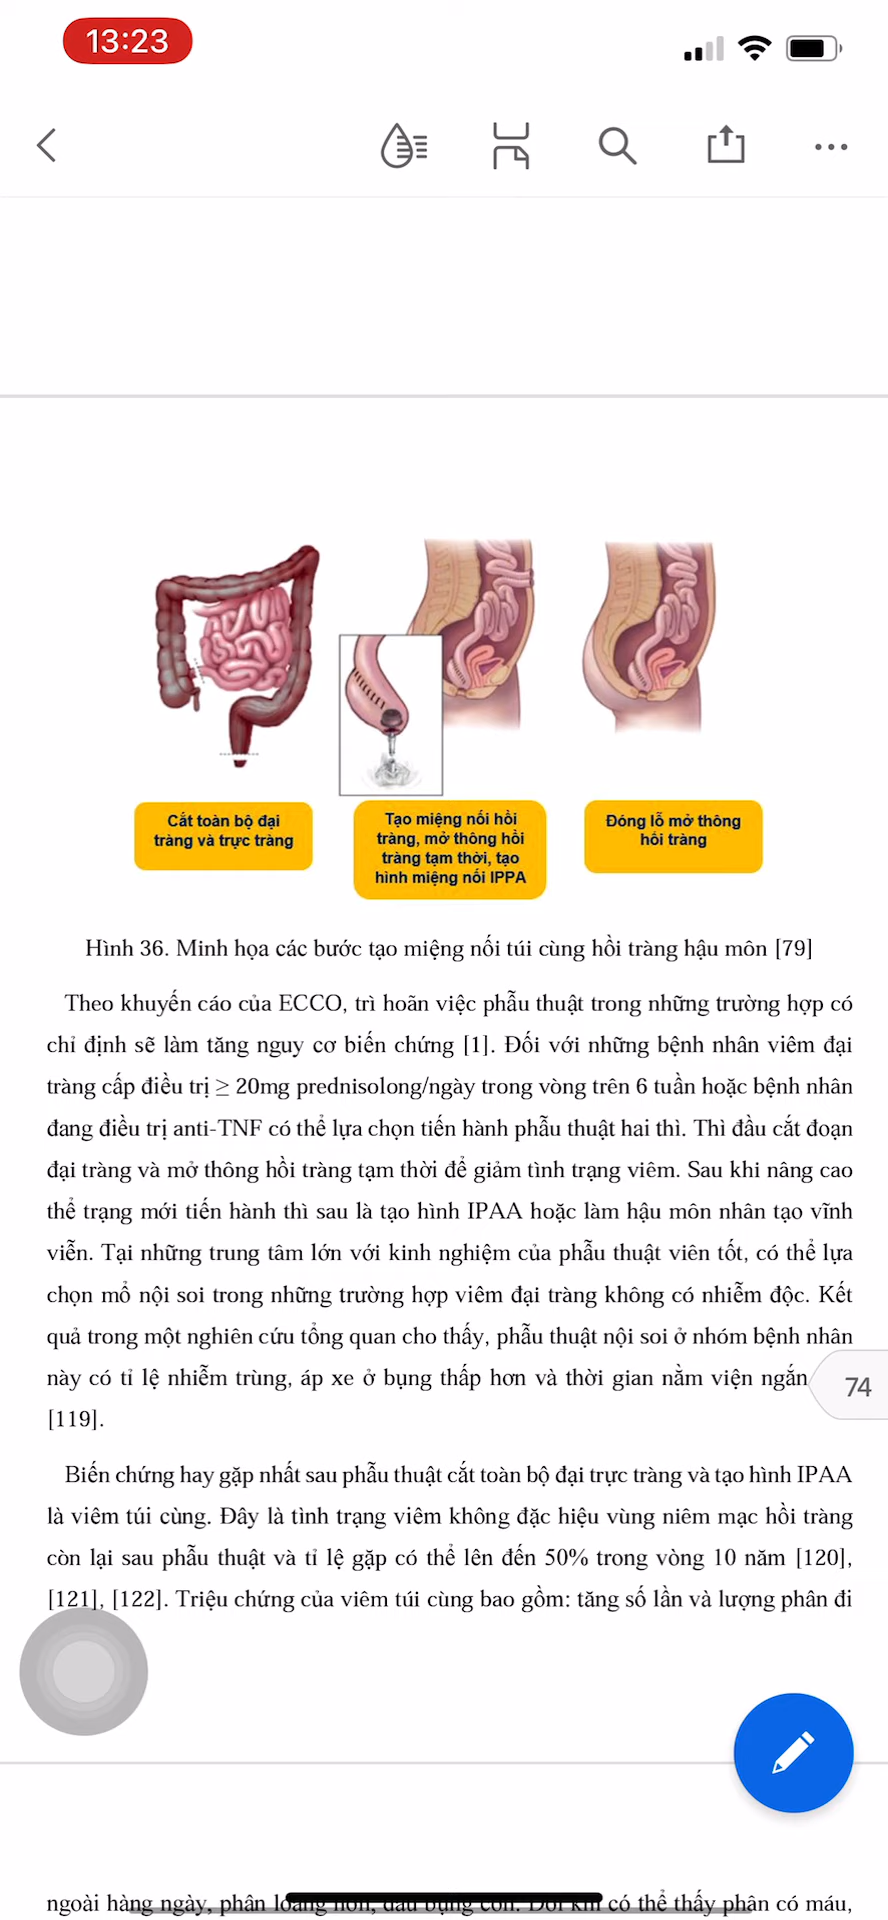 13:23
Cắt toàn bộ đại
tràng và trực tràng
Tạo miệng nối hồi
tràng, mở thông hồi
tràng tạm thời, tạo
hình miệng nối IPPA
Đóng lỗ mở thông
hồi tràng
Hình 36. Minh họa các bước tạo miệng nối túi cùng hồi tràng hậu môn [79]
Theo khuyến cáo của ECCO, trì hoãn việc phẫu thuật trong những trường hợp có
chỉ định sẽ làm tăng nguy cơ biến chứng [1]. Đối với những bệnh nhân viêm đại
tràng cấp điều trị ≥ 20mg prednisolong/ngày trong vòng trên 6 tuần hoặc bệnh nhân
đang điều trị anti-TNF có thể lựa chọn tiến hành phẫu thuật hai thì. Thì đầu cắt đoạn
đại tràng và mở thông hồi tràng tạm thời để giảm tình trạng viêm. Sau khi nâng cao
thể trạng mới tiến hành thì sau là tạo hình IPAA hoặc làm hậu môn nhân tạo vĩnh
viễn. Tại những trung tâm lớn với kinh nghiệm của phẫu thuật viên tốt, có thể lựa
chọn mổ nội soi trong những trường hợp viêm đại tràng không có nhiễm độc. Kết
quả trong một nghiên cứu tổng quan cho thấy, phẫu thuật nội soi ở nhóm bệnh nhân
này có tỉ lệ nhiễm trùng, áp xe ở bụng thấp hơn và thời gian nằm viện ngắn
74
[119].
Biến chứng hay gặp nhất sau phẫu thuật cắt toàn bộ đại trực tràng và tạo hình IPAA
là viêm túi cùng. Đây là tình trạng viêm không đặc hiệu vùng niêm mạc hồi tràng
còn lại sau phẫu thuật và tỉ lệ gặp có thể lên đến 50% trong vòng 10 năm [120],
[121], [122]. Triệu chứng của viêm túi cùng bao gồm: tăng số lần và lượng phân đi
ngoài hàng ngày, phân có thể thấy phân có máu,